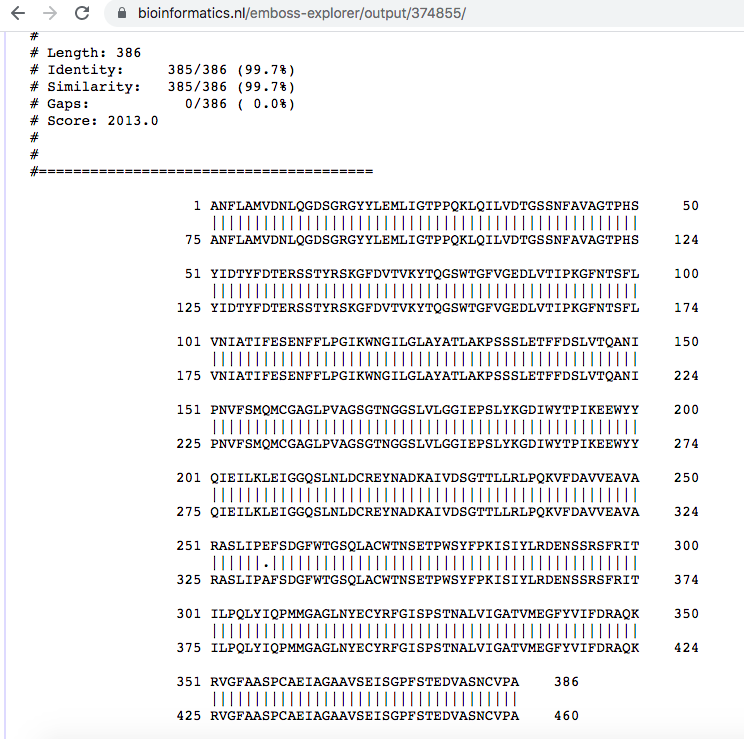 bioinformatics.nl/emboss-explorer/output/374855/
#
# Length: 386
# Identity:     385/386 (99.7%)
# Similarity:   385/386 (99.7%)
# Gaps:           0/386 ( 0.0%)
# Score: 2013.0
#
#
#=======================================
1 ANFLAMVDNLQGDSGRGYYLEMLIGTPPQKLQILVDTGSSNFAVAGTPHS     50
||||||||||||||||||||||||||||||||||||||||||||||||||
75 ANFLAMVDNLQGDSGRGYYLEMLIGTPPQKLQILVDTGSSNFAVAGTPHS    124
51 YIDTYFDTERSSTYRSKGFDVTVKYTQGSWTGFVGEDLVTIPKGFNTSFL    100
||||||||||||||||||||||||||||||||||||||||||||||||||
125 YIDTYFDTERSSTYRSKGFDVTVKYTQGSWTGFVGEDLVTIPKGFNTSFL    174
101 VNIATIFESENFFLPGIKWNGILGLAYATLAKPSSSLETFFDSLVTQANI    150
||||||||||||||||||||||||||||||||||||||||||||||||||
175 VNIATIFESENFFLPGIKWNGILGLAYATLAKPSSSLETFFDSLVTQANI    224
151 PNVFSMQMCGAGLPVAGSGTNGGSLVLGGIEPSLYKGDIWYTPIKEEWYY    200
||||||||||||||||||||||||||||||||||||||||||||||||||
225 PNVFSMQMCGAGLPVAGSGTNGGSLVLGGIEPSLYKGDIWYTPIKEEWYY    274
201 QIEILKLEIGGQSLNLDCREYNADKAIVDSGTTLLRLPQKVFDAVVEAVA    250
||||||||||||||||||||||||||||||||||||||||||||||||||
275 QIEILKLEIGGQSLNLDCREYNADKAIVDSGTTLLRLPQKVFDAVVEAVA    324
251 RASLIPEFSDGFWTGSQLACWTNSETPWSYFPKISIYLRDENSSRSFRIT    300
||||||.|||||||||||||||||||||||||||||||||||||||||||
325 RASLIPAFSDGFWTGSQLACWTNSETPWSYFPKISIYLRDENSSRSFRIT    374
301 ILPQLYIQPMMGAGLNYECYRFGISPSTNALVIGATVMEGFYVIFDRAQK    350
||||||||||||||||||||||||||||||||||||||||||||||||||
375 ILPQLYIQPMMGAGLNYECYRFGISPSTNALVIGATVMEGFYVIFDRAQK    424
351 RVGFAASPCAEIAGAAVSEISGPFSTEDVASNCVPA    386
||||||||||||||||||||||||||||||||||||
425 RVGFAASPCAEIAGAAVSEISGPFSTEDVASNCVPA    460